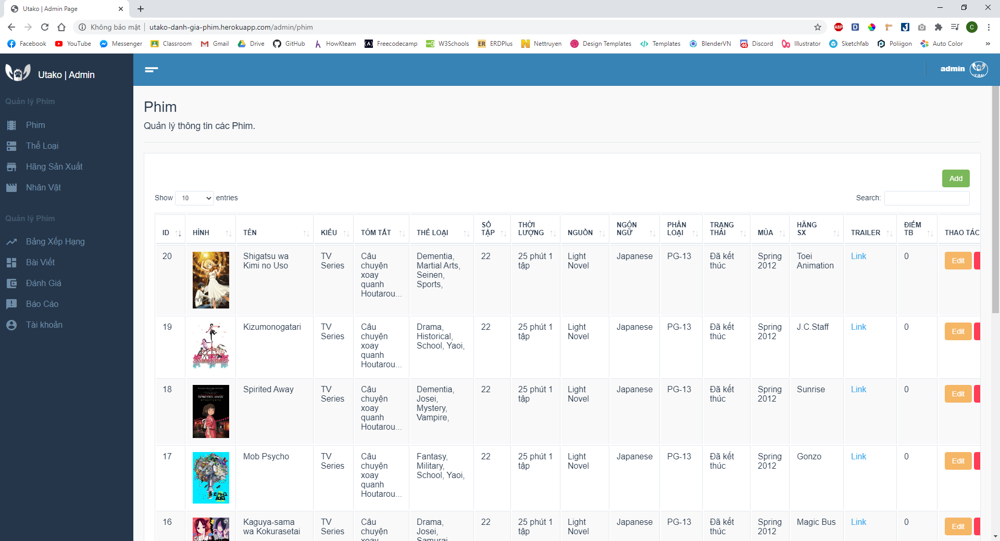 Utako | Admin Page
Không bảo mật
utako-danh-gia-phim.herokuapp.com/admin/phim
ABP
C
Facebook
YouTube
Messenger
Classroom
Gmail
Drive
GitHub
HowKteam
Freecodecamp
W3Schools
ERDPlus
Nettruyen
Design Templates
Templates
BlenderVN
Discord
Illustrator
Sketchfab
Poliigon
Auto Color
Utako | Admin
admin
Quản lý Phim
Phim
Thể Loại
Hãng Sản Xuất
Nhân Vật
Quản lý Phim
Bảng Xếp Hạng
Bài Viết
Đánh Giá
Báo Cáo
Tài khoản
Phim
Quản lý thông tin các Phim.
Add
Show 10 entries
Search:
ID HÌNH TÊN KIỂU TÓM TẮT THỂ LOẠI SỐ TẬP THỜI LƯỢNG NGUỒN NGÔN NGỮ PHÂN LOẠI TRẠNG THÁI MÙA HÃNG SX TRAILER ĐIỂM TB THAO TÁC
20 Shigatsu wa Kimi no Uso TV Series Câu chuyện xoay quanh Houtarou... Dementia, Martial Arts, Seinen, Sports, 22 25 phút 1 tập Light Novel Japanese PG-13 Đã kết thúc Spring 2012 Toei Animation Link 0 Edit
19 Kizumonogatari TV Series Câu chuyện xoay quanh Houtarou... Drama, Historical, School, Yaoi, 22 25 phút 1 tập Light Novel Japanese PG-13 Đã kết thúc Spring 2012 J.C.Staff Link 0 Edit
18 SPIRITED AWAY Spirited Away TV Series Câu chuyện xoay quanh Houtarou... Dementia, Josei, Mystery, Vampire, 22 25 phút 1 tập Light Novel Japanese PG-13 Đã kết thúc Spring 2012 Sunrise Link 0 Edit
17 Mob Psycho TV Series Câu chuyện xoay quanh Houtarou... Fantasy, Military, School, Yaoi, 22 25 phút 1 tập Light Novel Japanese PG-13 Đã kết thúc Spring 2012 Gonzo Link 0 Edit
16 Kaguya-sama wa Kokurasetai TV Series Câu chuyện xoay Drama, Josei, Samurai 22 25 phút 1 tập Light Novel Japanese PG-13 Đã kết thúc Spring 2012 Magic Bus Link 0 Edit